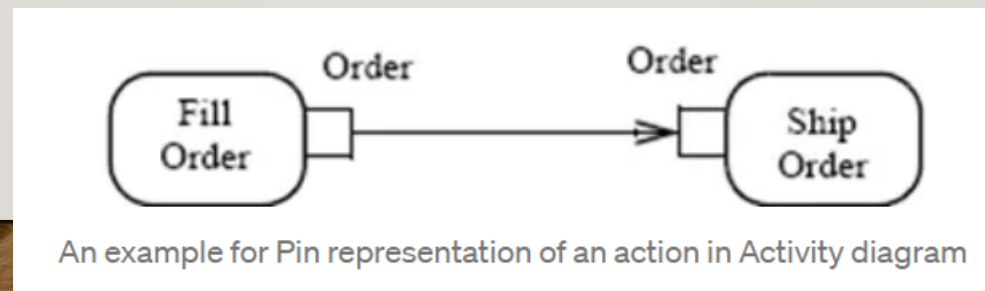 Order
Order
Fill
Order
Ship
Order
An example for Pin representation of an action in Activity diagram